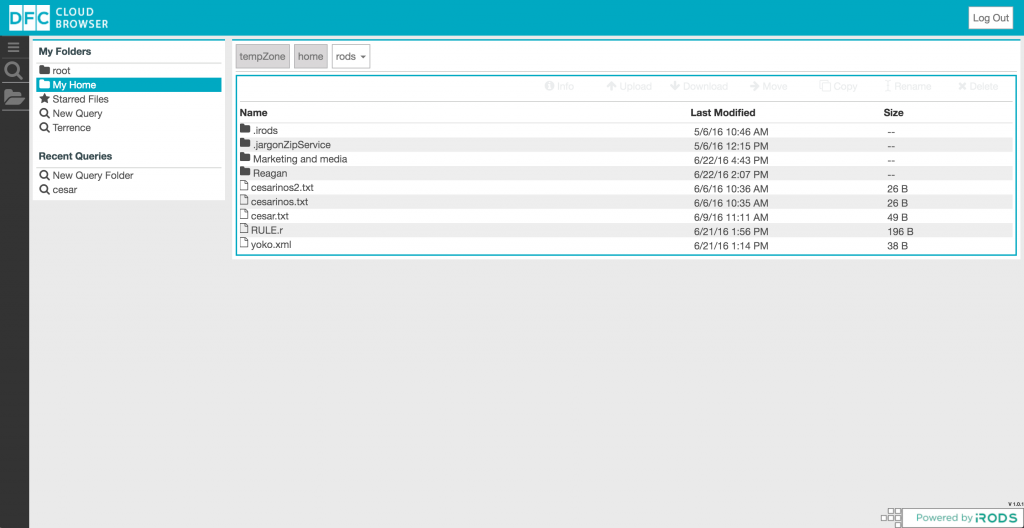 DFC CLOUD
BROWSER
Log Out
My Folders
root
My Home
Starred Files
New Query
Terrence
Recent Queries
New Query Folder
cesar
tempZone home rods
Info Upload Download Move Copy Rename Delete
Name Last Modified Size
.irods 5/6/16 10:46 AM --
.jargonZipService 5/6/16 12:15 PM --
Marketing and media 6/22/16 4:43 PM --
Reagan 6/22/16 2:07 PM --
cesarinos2.txt 6/6/16 10:36 AM 26 B
cesarinos.txt 6/6/16 10:35 AM 26 B
cesar.txt 6/9/16 11:11 AM 49 B
RULE.r 6/21/16 1:56 PM 196 B
yoko.xml 6/21/16 1:14 PM 38 B
V 1.0.1
Powered by iRODS